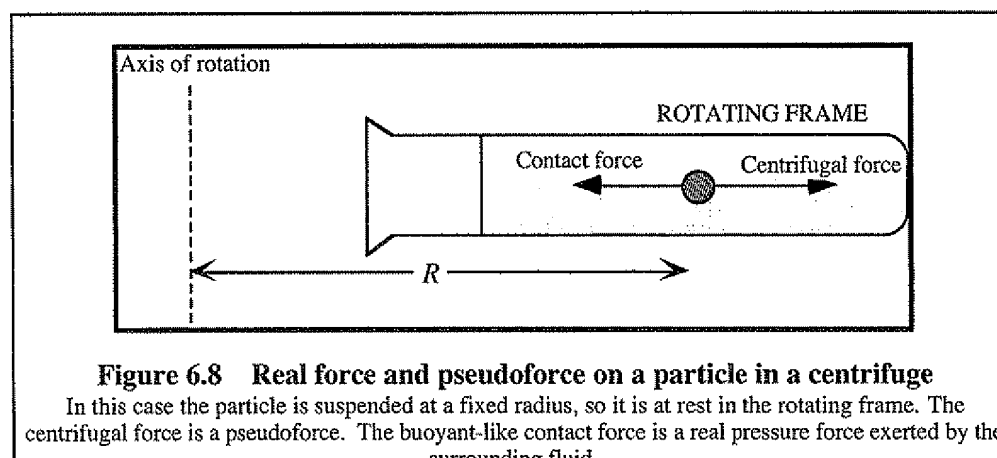 Axis of rotation
ROTATING FRAME
Contact force
Centrifugal force
R
Figure 6.8 Real force and pseudoforce on a particle in a centrifuge
In this case the particle is suspended at a fixed radius, so it is at rest in the rotating frame. The
centrifugal force is a pseudoforce. The buoyant-like contact force is a real pressure force exerted by the
surrounding fluid